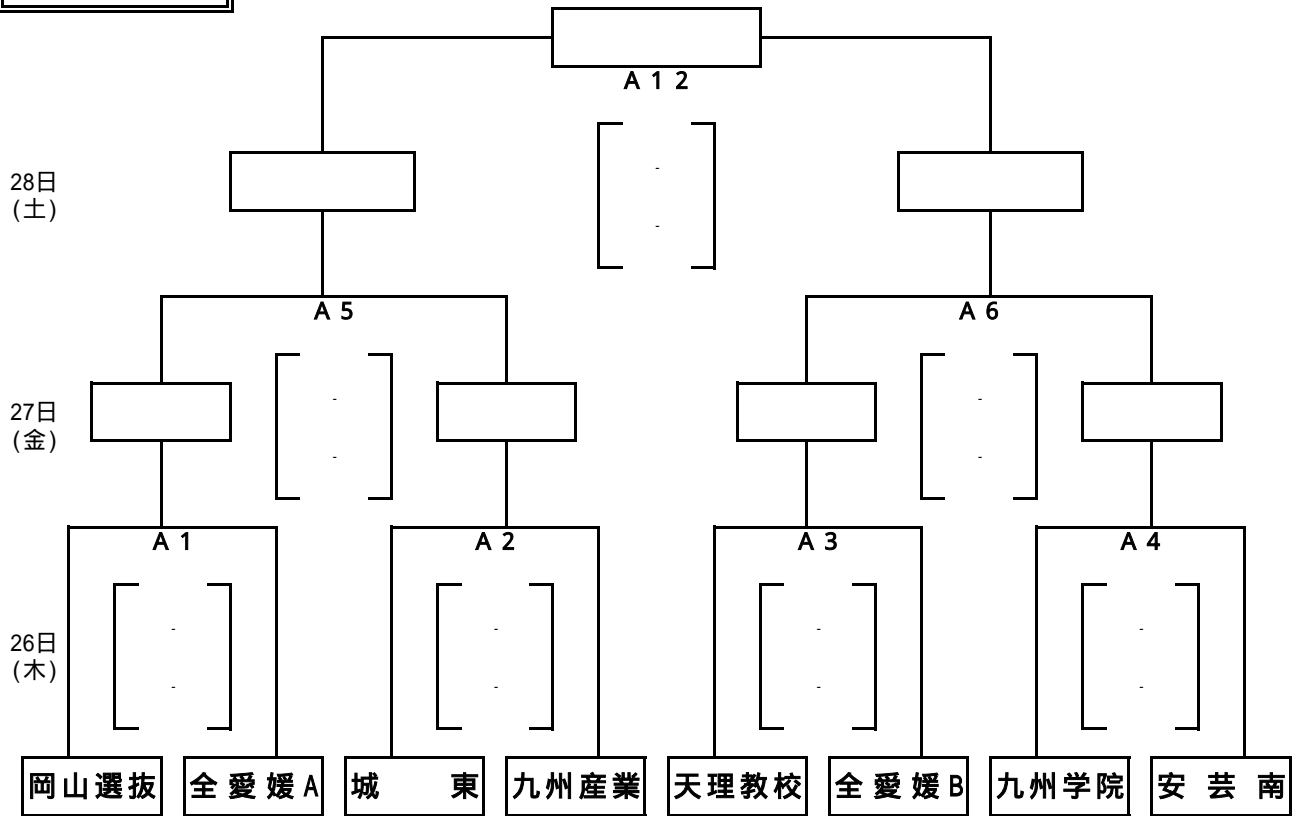 A12
-
28日
(土)
-
A5 A6
- -
27日
(金)
- -
A1 A2 A3 A4
- - - -
26日
(木)
- - - -
岡山選抜 全愛媛A 城東 九州産業 天理教校 全愛媛B 九州学院 安芸南